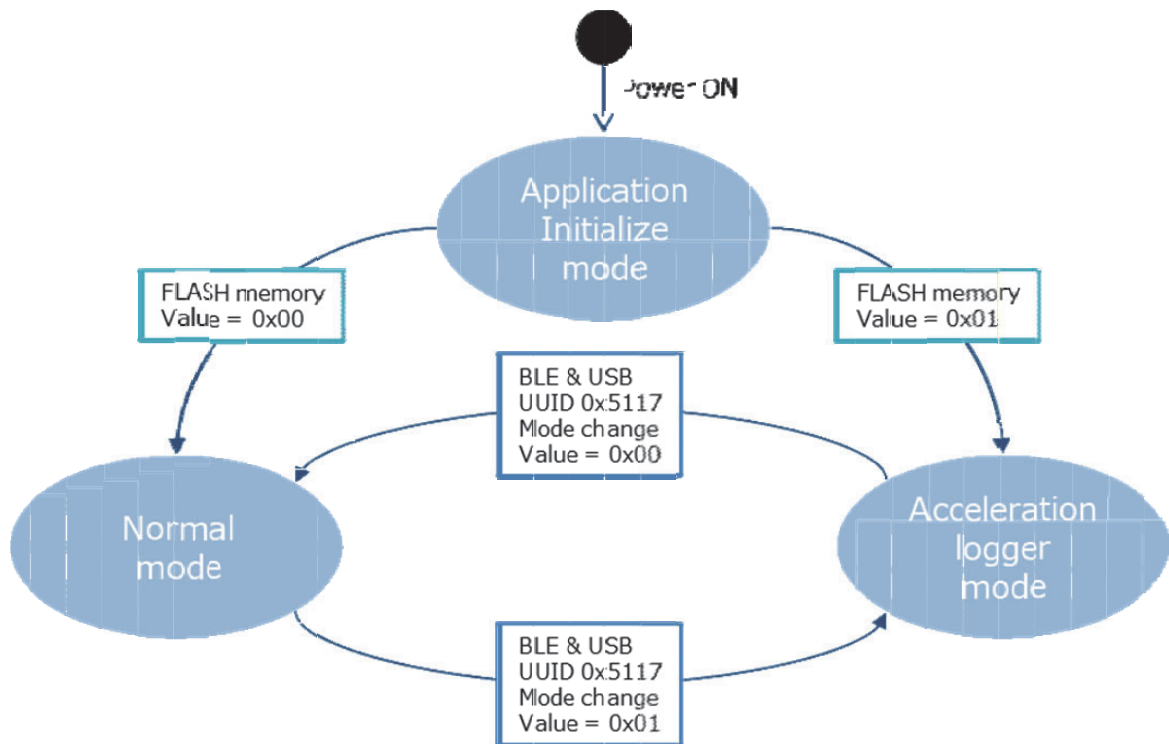 Power ON
Application
Initialize
mode
FLASH memory
Value = 0x00
FLASH memory
Value = 0x01
BLE & USB
UUID 0x5117
Mode change
Value = 0x00
Normal
mode
Acceleration
logger
mode
BLE & USB
UUID 0x5117
Mode change
Value = 0x01